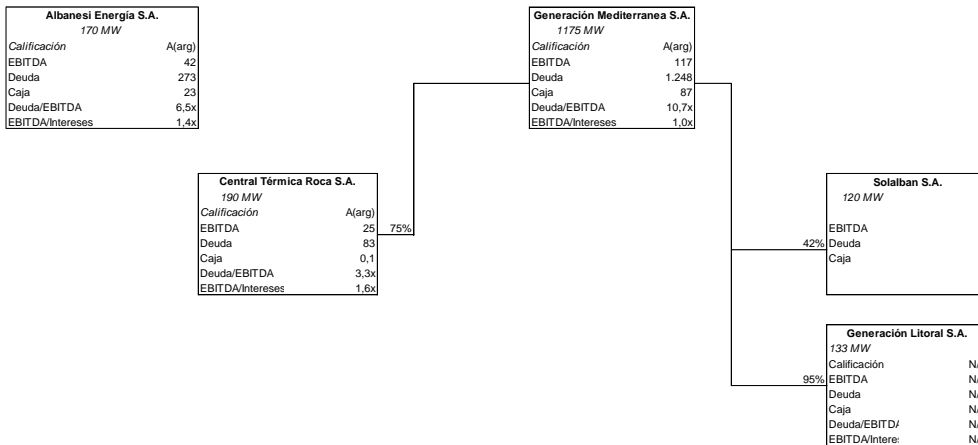 Albanesi Energía S.A.
170 MW
Calificación A(arg)
EBITDA 42
Deuda 273
Caja 23
Deuda/EBITDA 6,5x
EBITDA/Intereses 1,4x
Generación Mediterranea S.A.
1175 MW
Calificación A(arg)
EBITDA 117
Deuda 1.248
Caja 87
Deuda/EBITDA 10,7x
EBITDA/Intereses 1,0x
Central Térmica Roca S.A.
190 MW
Calificación A(arg)
EBITDA 25
75%
Deuda 83
Caja 0,1
Deuda/EBITDA 3,3x
EBITDA/Intereses 1,6x
Solalban S.A.
120 MW
EBITDA
42% Deuda
Caja
Generación Litoral S.A.
133 MW
Calificación N/
95% EBITDA N/
Deuda N/
Caja N/
Deuda/EBITDA N/
EBITDA/Intere N/